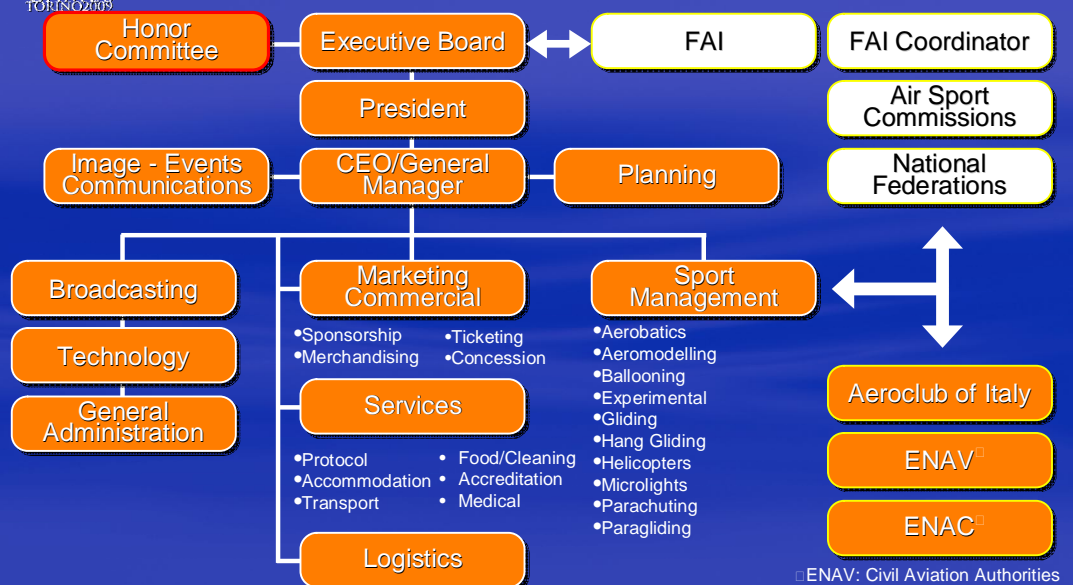 TORINO2009
Honor
Committee
Executive Board
FAI
FAI Coordinator
President
Air Sport
Commissions
Image - Events
Communications
CEO/General
Manager
Planning
National
Federations
Broadcasting
Marketing
Commercial
Sport
Management
•Sponsorship
•Merchandising
•Ticketing
•Concession
•Aerobatics
•Aeromodelling
•Ballooning
•Experimental
•Gliding
•Hang Gliding
•Helicopters
•Microlights
•Parachuting
•Paragliding
Technology
Services
Aeroclub of Italy
General
Administration
•Protocol
•Accommodation
•Transport
• Food/Cleaning
• Accreditation
• Medical
ENAV
ENAC
Logistics
ENAV: Civil Aviation Authorities